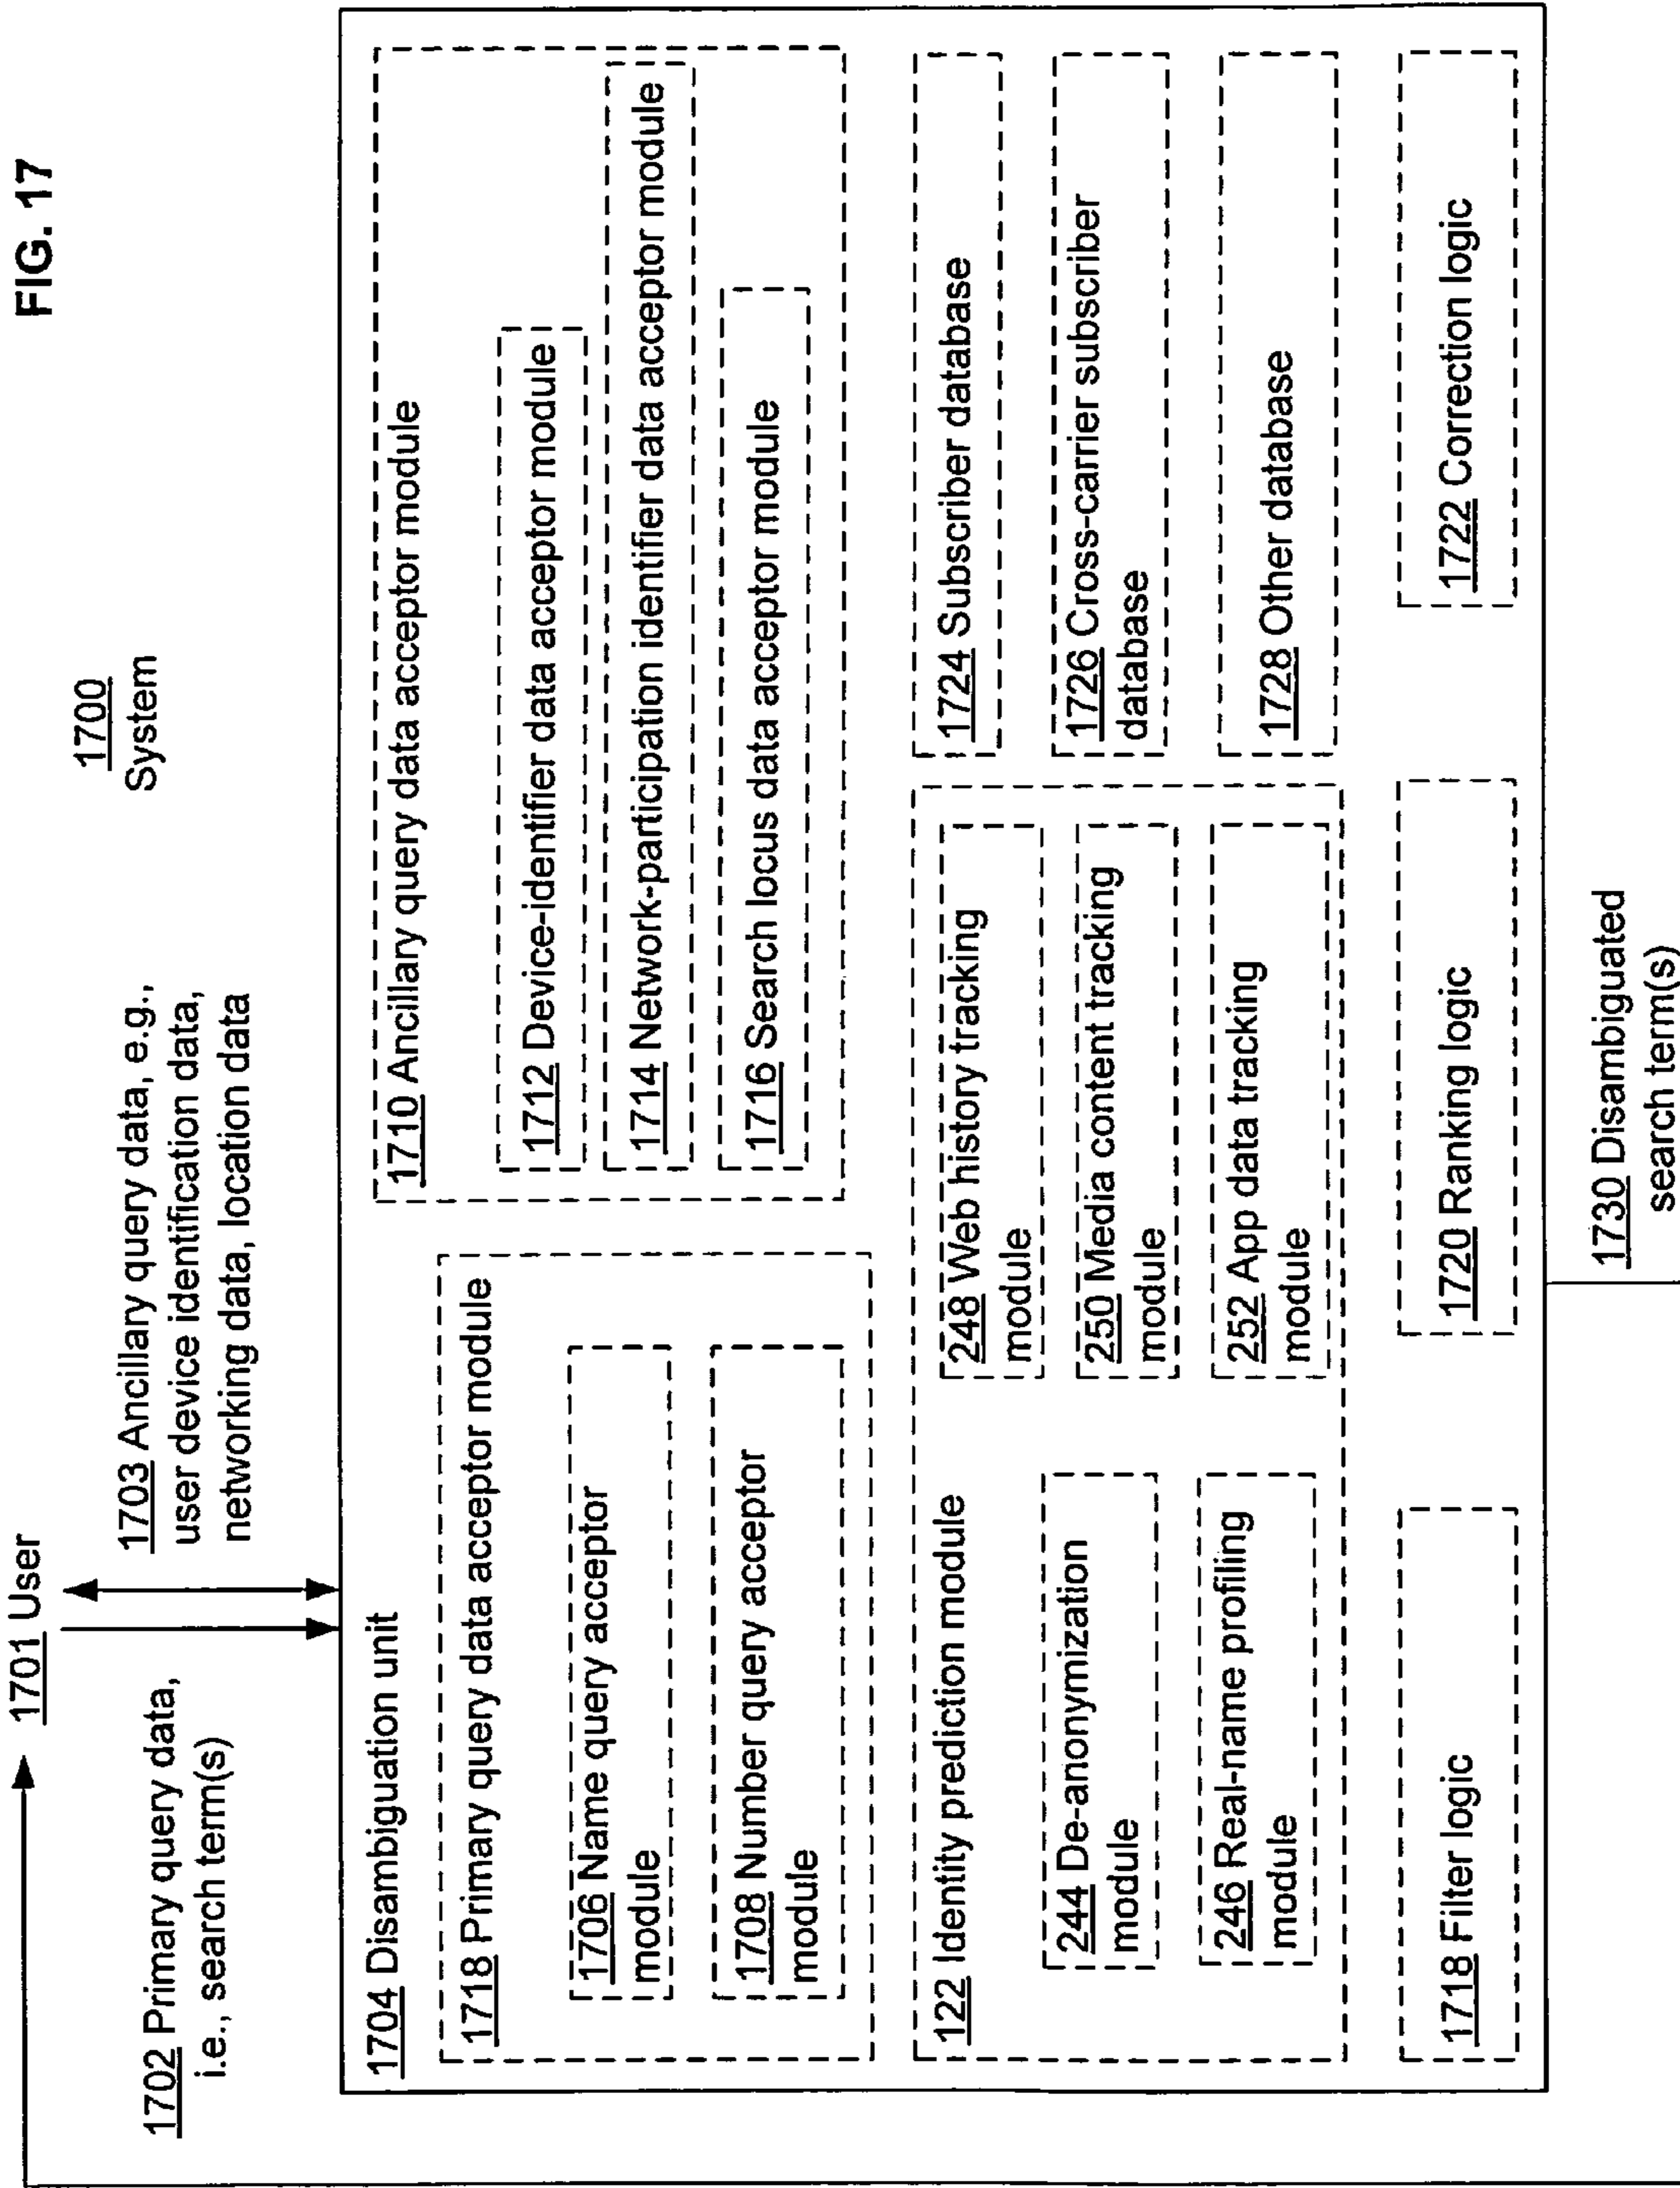 FIG. 17
1700
System
1701 User
1702 Primary query data,
i.e., search term(s)
1703 Ancillary query data, e.g.,
user device identification data,
networking data, location data
1704 Disambiguation unit
1718 Primary query data acceptor module
1706 Name query acceptor
module
1708 Number query acceptor
module
1710 Ancillary query data acceptor module
1712 Device-identifier data acceptor module
1714 Network-participation identifier data acceptor module
1716 Search locus data acceptor module
122 Identity prediction module
244 De-anonymization
module
246 Real-name profiling
module
248 Web history tracking
module
250 Media content tracking
module
252 App data tracking
module
1724 Subscriber database
1726 Cross-carrier subscriber
database
1728 Other database
1718 Filter logic
1720 Ranking logic
1722 Correction logic
1730 Disambiguated
search term(s)